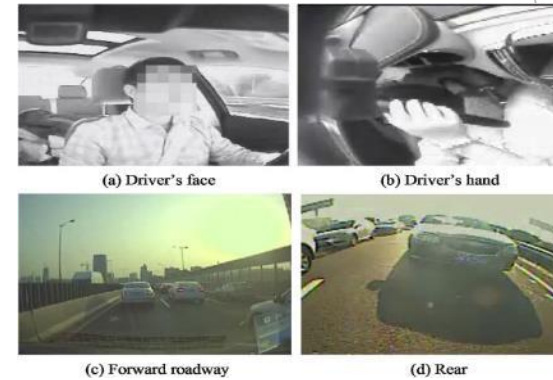 (a) Driver's face
(b) Driver's hand
(c) Forward roadway
(d) Rear